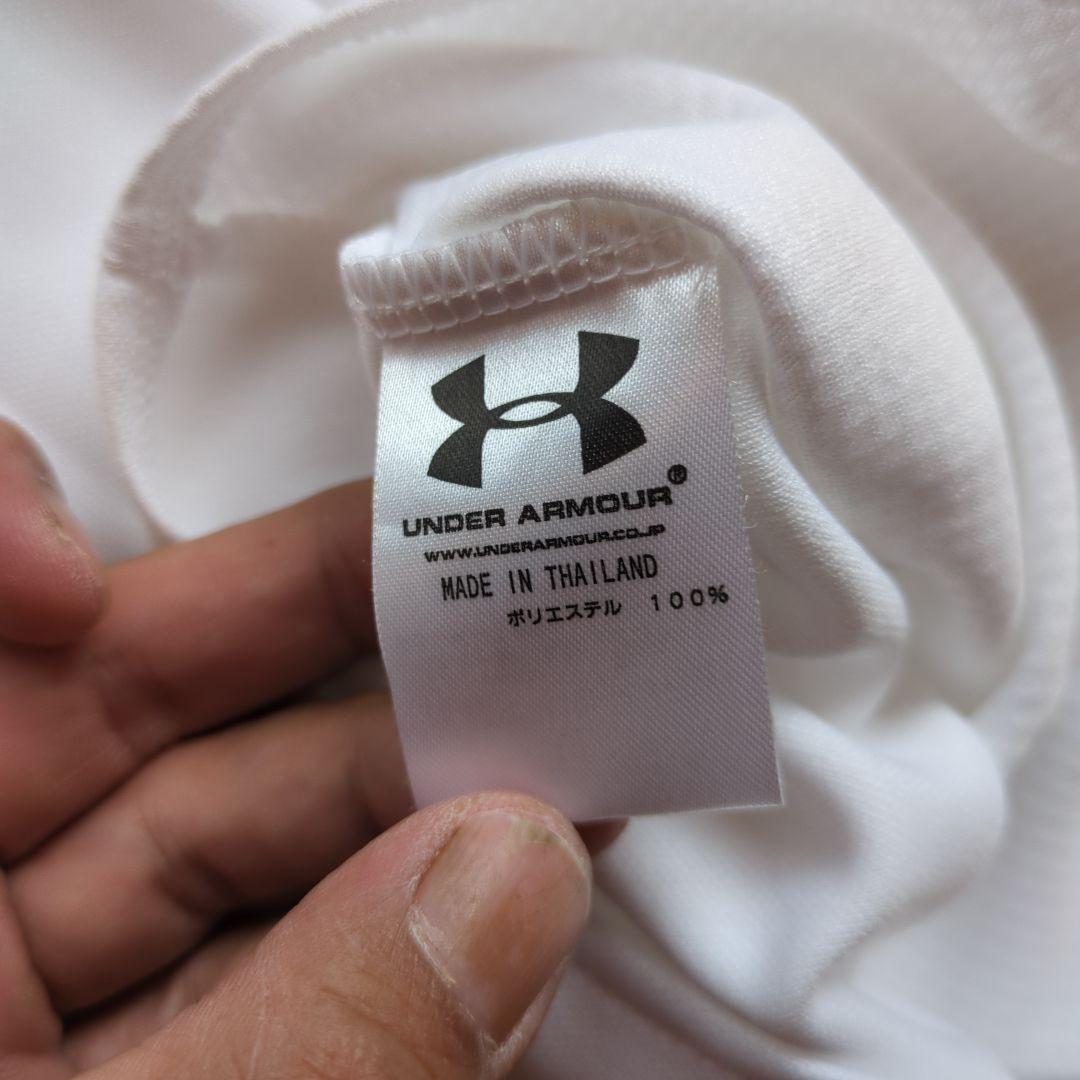 UNDER ARMOUR®
WWW.UNDERARMOUR.CO.JP
MADE IN THAILAND
ポリエステル 100%